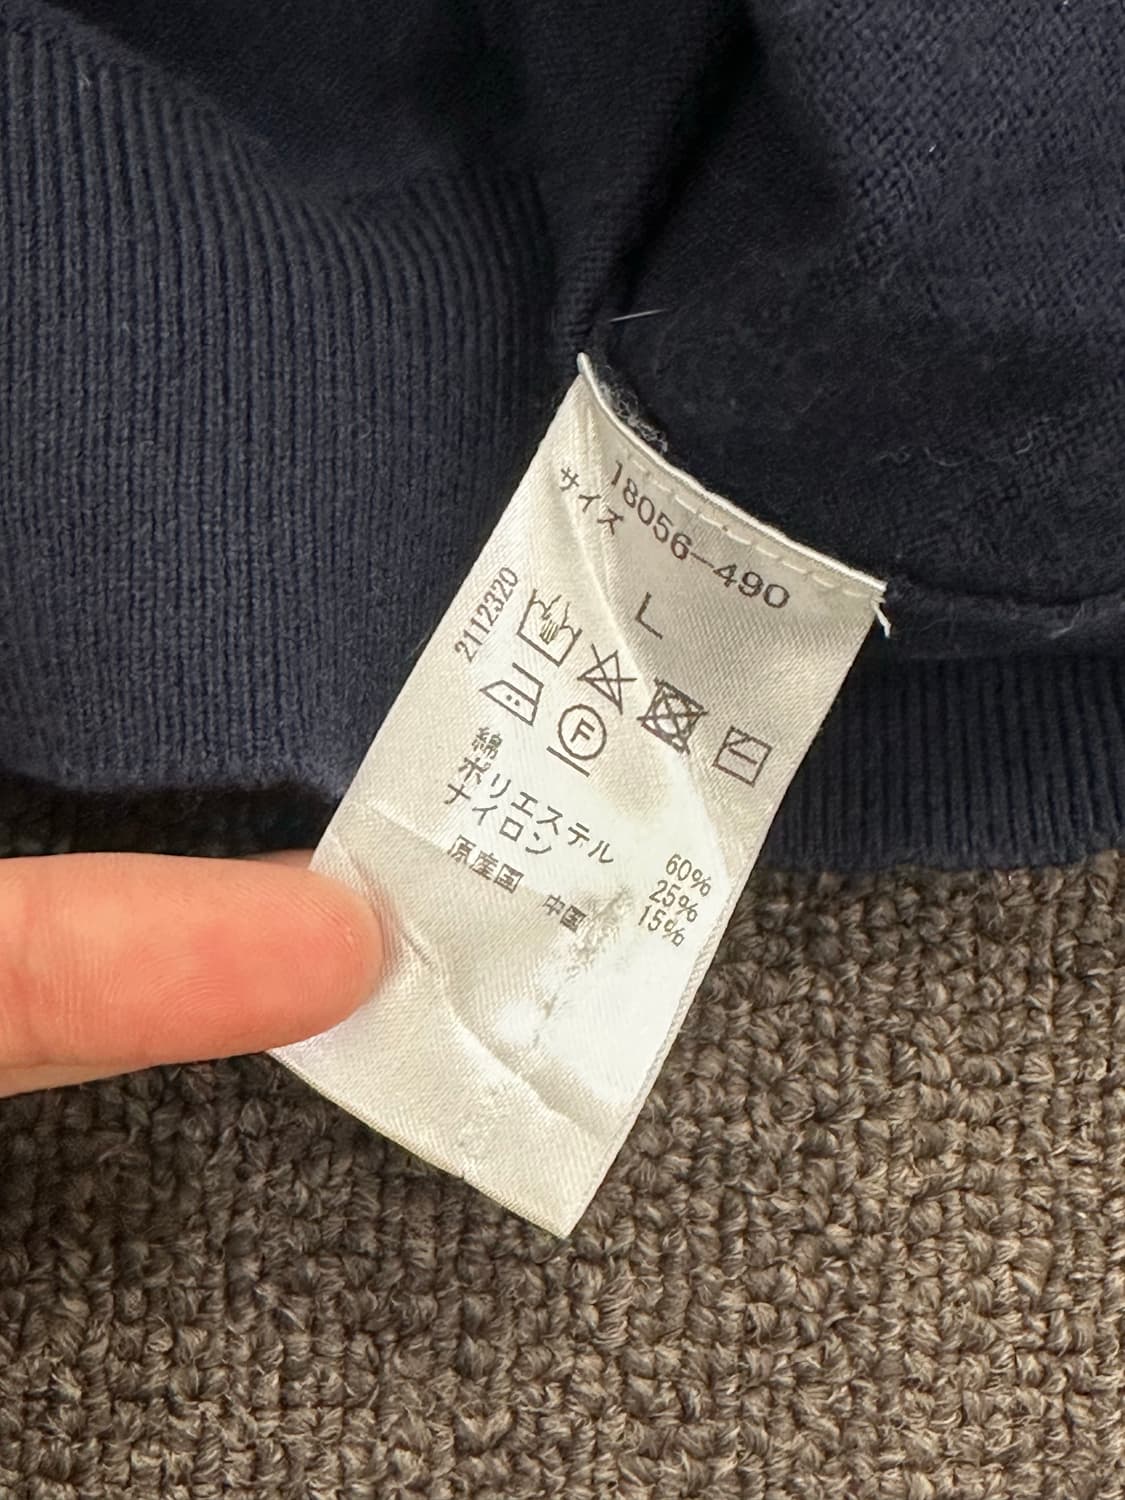 18056-490
サイズ
L
2112320
F
綿 60%
ポリエステル 25%
ナイロン 15%
原産国 中国